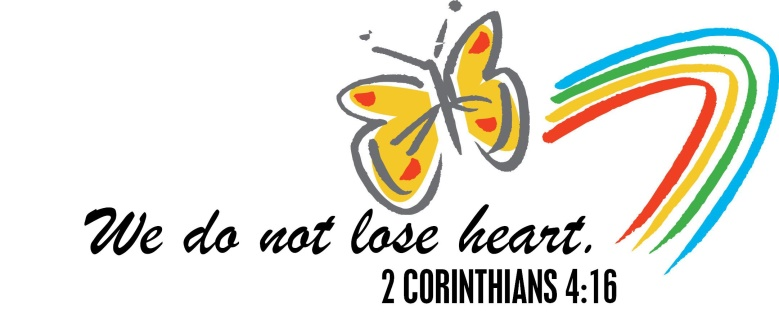 We do not lose heart.
2 CORINTHIANS 4:16